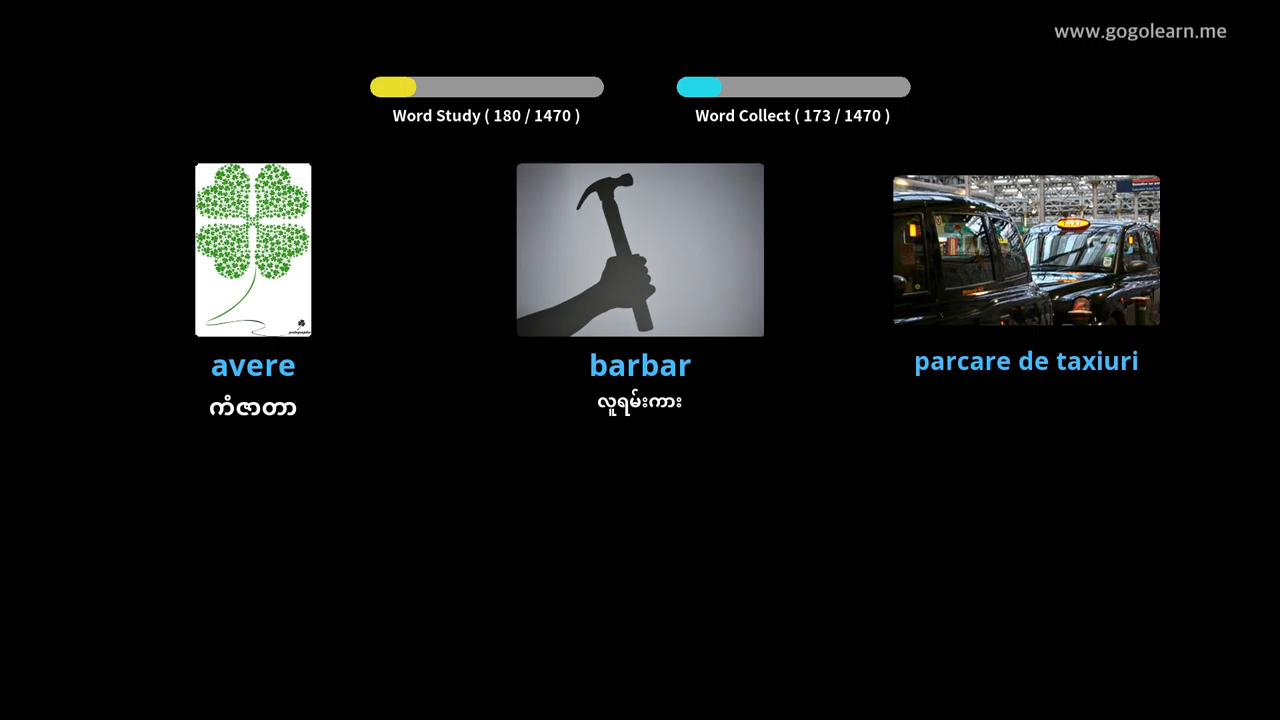 www.gogolearn.me
Word Study ( 180 / 1470 )
Word Collect ( 173 / 1470 )
TAXI
avere
barbar
parcare de taxiuri
ကံဇာတာ
လူရမ်းကား